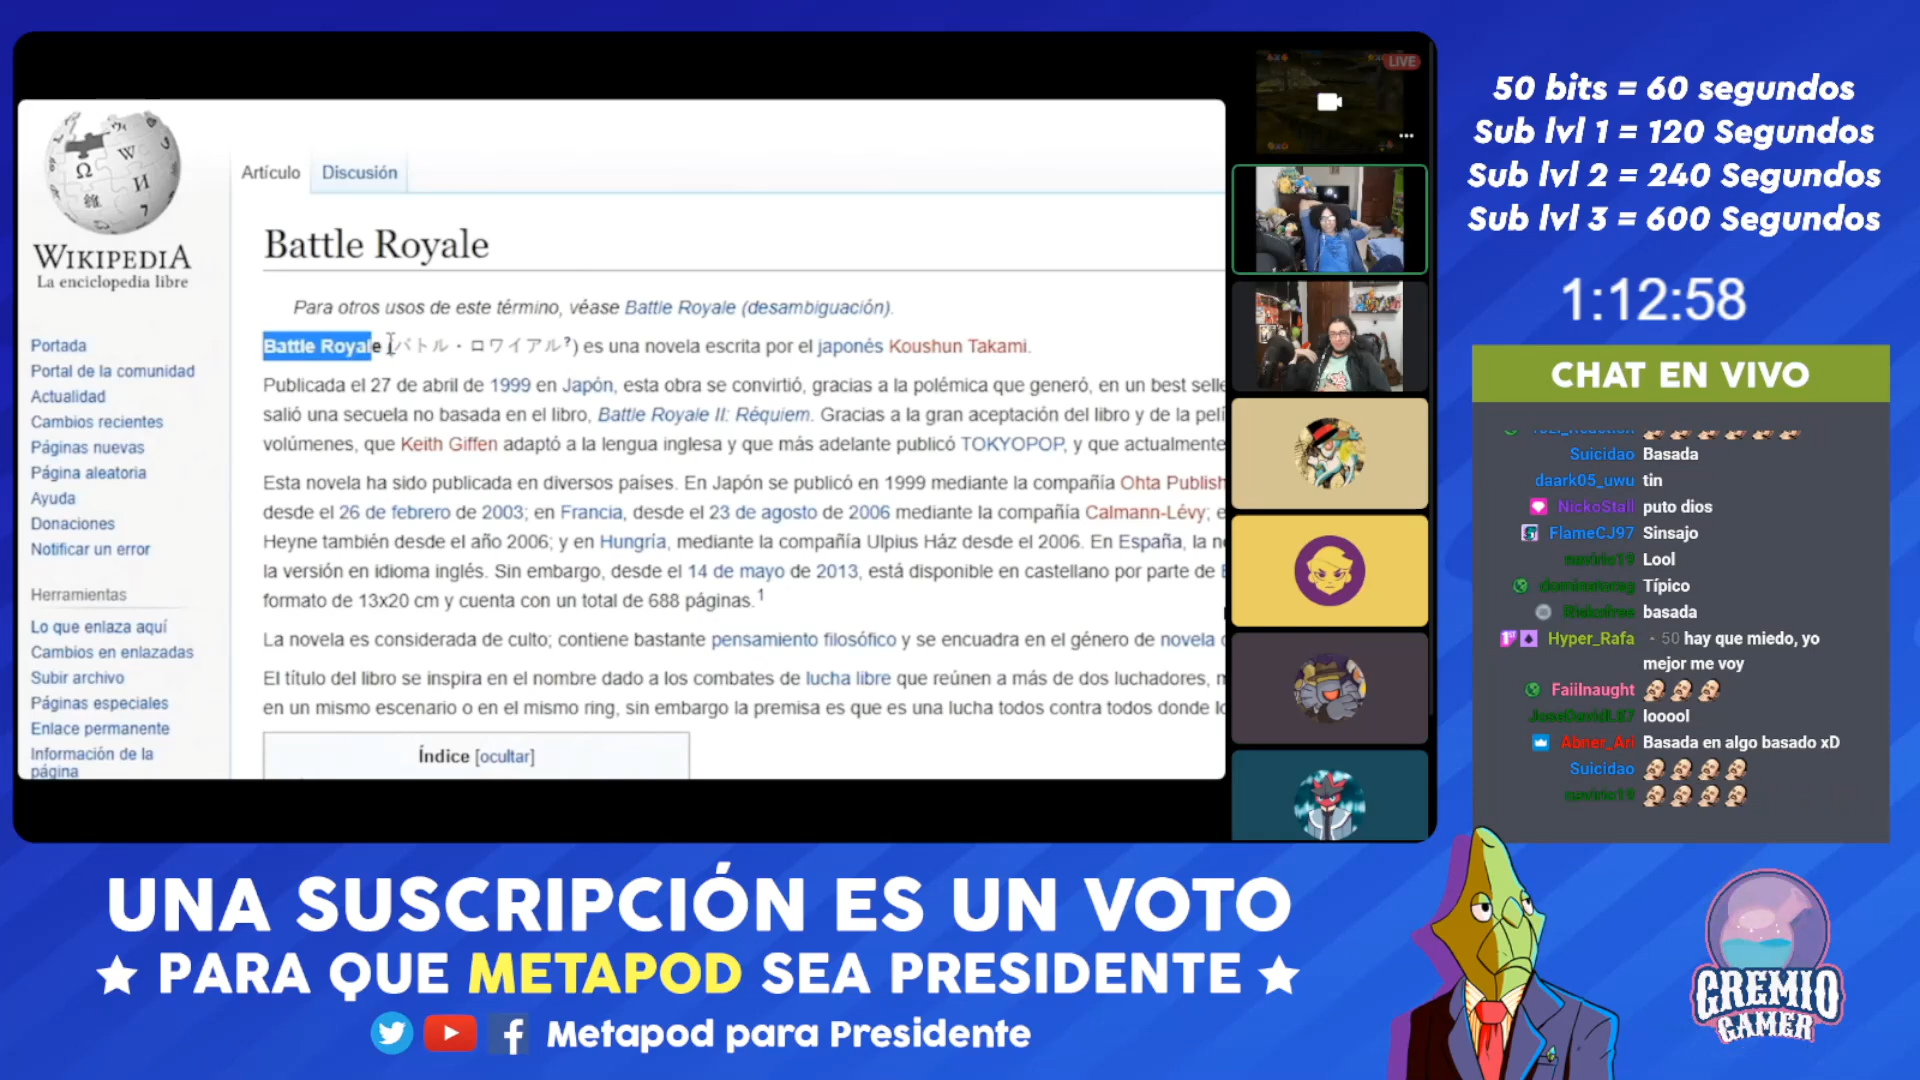 LIVE
50 bits = 60 segundos
Sub lvl 1 = 120 Segundos
Sub lvl 2 = 240 Segundos
Sub lvl 3 = 600 Segundos
1:12:58
CHAT EN VIVO
Suicidao Basada
daark05_uwu tin
NickoStall puto dios
FlameCJ97 Sinsajo
Lool
Típico
basada
Hyper_Rafa - 50 hay que miedo, yo
mejor me voy
Faiilnaught
looool
Abner_Ari Basada en algo basado xD
Suicidao
WIKIPEDIA
La enciclopedia libre
Portada
Portal de la comunidad
Actualidad
Cambios recientes
Páginas nuevas
Página aleatoria
Ayuda
Donaciones
Notificar un error
Herramientas
Lo que enlaza aquí
Cambios en enlazadas
Subir archivo
Páginas especiales
Enlace permanente
Información de la
página
Artículo Discusión
Battle Royale
Para otros usos de este término, véase Battle Royale (desambiguación).
Battle Royale (バトル・ロワイアル?) es una novela escrita por el japonés Koushun Takami.
Publicada el 27 de abril de 1999 en Japón, esta obra se convirtió, gracias a la polémica que generó, en un best selle
salió una secuela no basada en el libro, Battle Royale II: Réquiem. Gracias a la gran aceptación del libro y de la pelí
volúmenes, que Keith Giffen adaptó a la lengua inglesa y que más adelante publicó TOKYOPOP, y que actualmente
Esta novela ha sido publicada en diversos países. En Japón se publicó en 1999 mediante la compañía Ohta Publish
desde el 26 de febrero de 2003; en Francia, desde el 23 de agosto de 2006 mediante la compañía Calmann-Lévy; e
Heyne también desde el año 2006; y en Hungría, mediante la compañía Ulpius Ház desde el 2006. En España, la n
la versión en idioma inglés. Sin embargo, desde el 14 de mayo de 2013, está disponible en castellano por parte de
formato de 13x20 cm y cuenta con un total de 688 páginas.1
La novela es considerada de culto; contiene bastante pensamiento filosófico y se encuadra en el género de novela
El título del libro se inspira en el nombre dado a los combates de lucha libre que reúnen a más de dos luchadores,
en un mismo escenario o en el mismo ring, sin embargo la premisa es que es una lucha todos contra todos donde
Índice [ocultar]
UNA SUSCRIPCIÓN ES UN VOTO
PARA QUE METAPOD SEA PRESIDENTE
Metapod para Presidente
GREMIO
GAMER